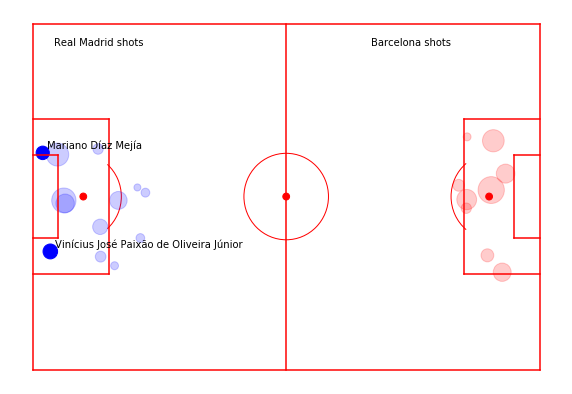 Real Madrid shots
Barcelona shots
Mariano Díaz Mejía
Vinícius José Paixão de Oliveira Júnior